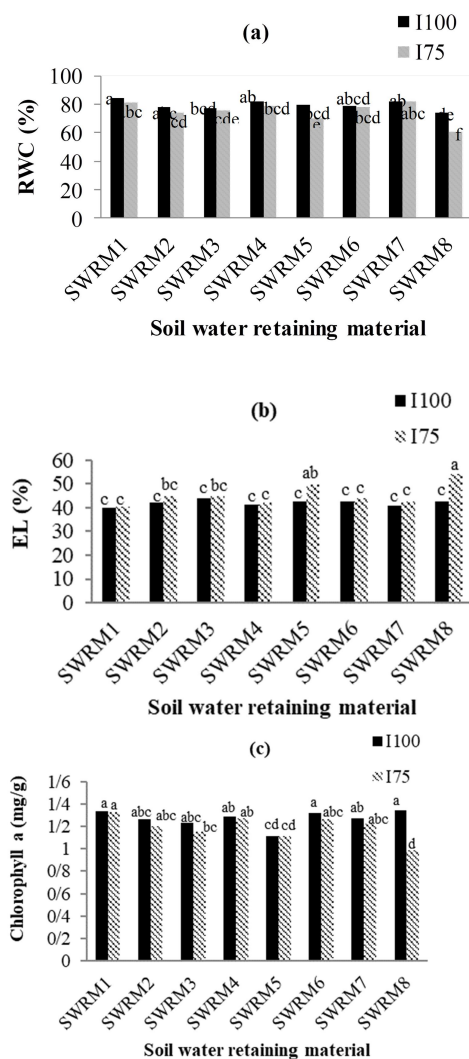 I100
I75
(a)
RWC (%)
100
80
60
40
20
0
a bcd ab bcd abcd ab de
cd cde bcd e bcd abc f
SWRM1 SWRM2 SWRM3 SWRM4 SWRM5 SWRM6 SWRM7 SWRM8
Soil water retaining material
I100
I75
(b)
EL (%)
60
50
40
30
20
10
0
c c c bc c bc c c c ab c c c c c a
SWRM1 SWRM2 SWRM3 SWRM4 SWRM5 SWRM6 SWRM7 SWRM8
Soil water retaining material
(c)
I100
I75
Chlorophyll a (mg/g)
1/6
1/4
1/2
1
0/8
0/6
0/4
0/2
0
a a abc abc abc bc ab ab cd cd a abc ab abc a d
SWRM1 SWRM2 SWRM3 SWRM4 SWRM5 SWRM6 SWRM7 SWRM8
Soil water retaining material